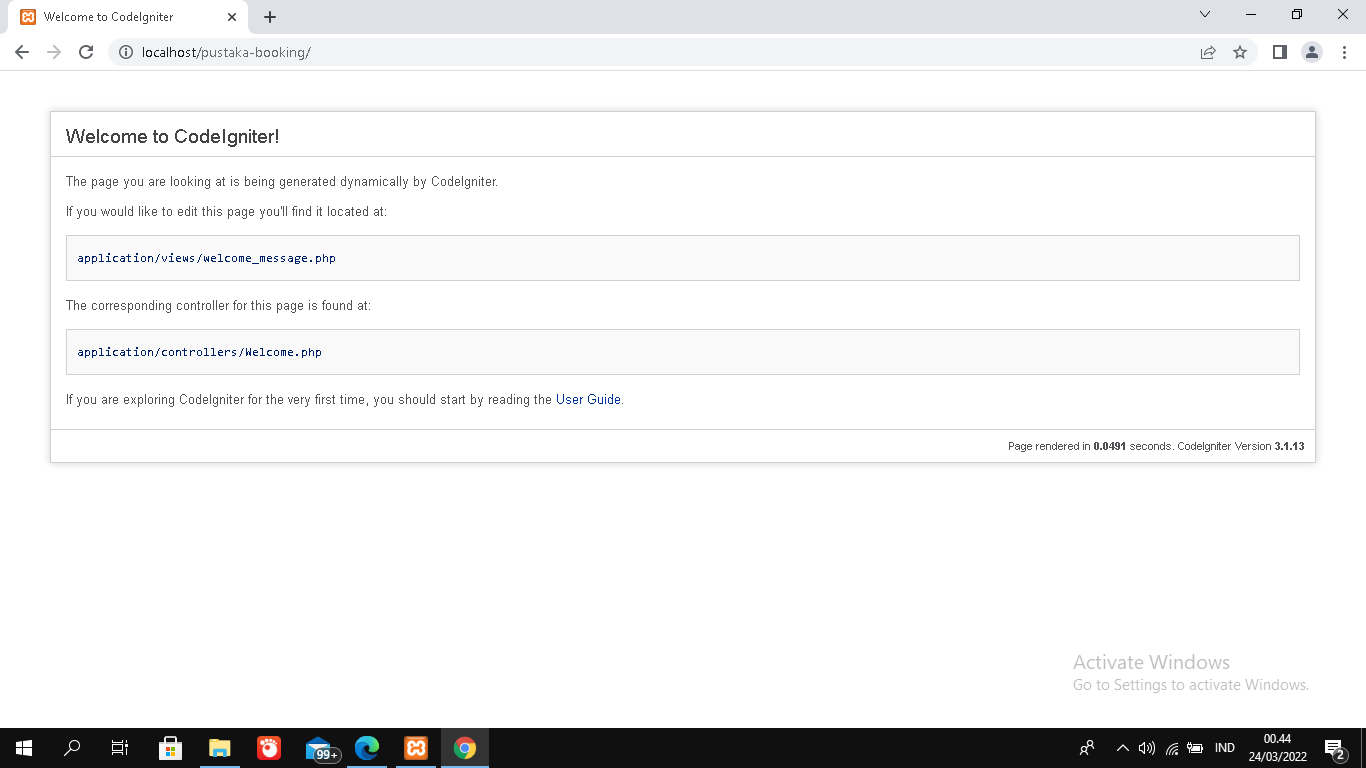 Welcome to CodeIgniter
localhost/pustaka-booking/
Welcome to CodeIgniter!
The page you are looking at is being generated dynamically by CodeIgniter.
If you would like to edit this page you'll find it located at:
application/views/welcome_message.php
The corresponding controller for this page is found at:
application/controllers/Welcome.php
If you are exploring CodeIgniter for the very first time, you should start by reading the User Guide.
Page rendered in 0.0491 seconds. CodeIgniter Version 3.1.13
Activate Windows
Go to Settings to activate Windows.
99+
IND
00.44
24/03/2022
2